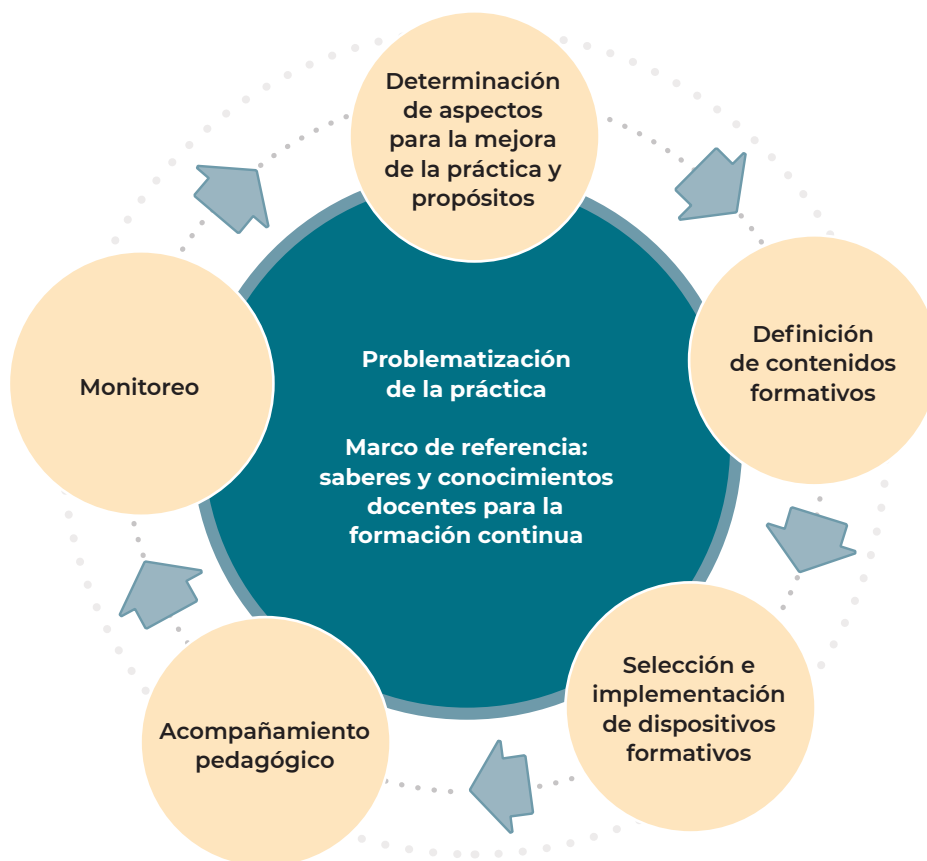 Determinación
de aspectos
para la mejora
de la práctica y
propósitos
Definición
de contenidos
formativos
Selección e
implementación
de dispositivos
formativos
Acompañamiento
pedagógico
Monitoreo
Problematización
de la práctica
Marco de referencia:
saberes y conocimientos
docentes para la
formación continua